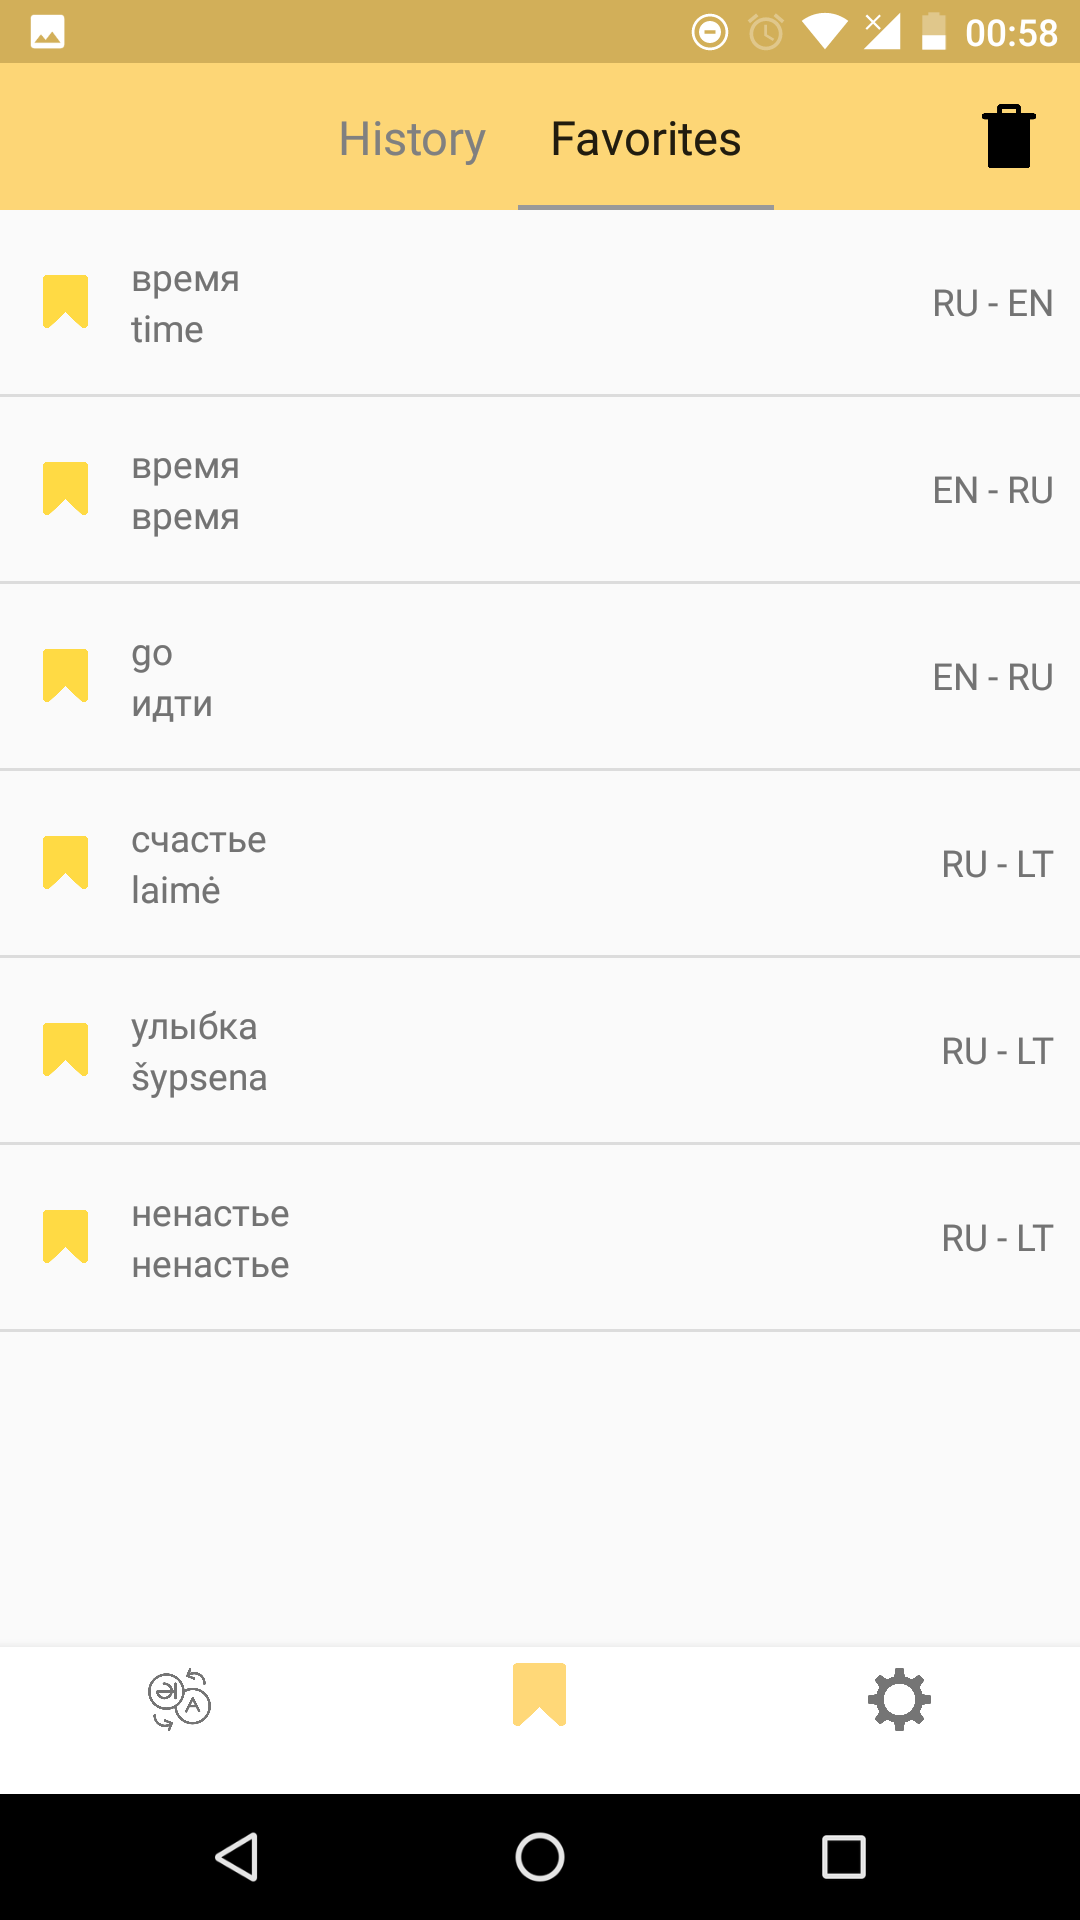 00:58
History Favorites
время
time
RU - EN
время
время
EN - RU
go
идти
EN - RU
счастье
laimė
RU - LT
улыбка
šypsena
RU - LT
ненастье
ненастье
RU - LT